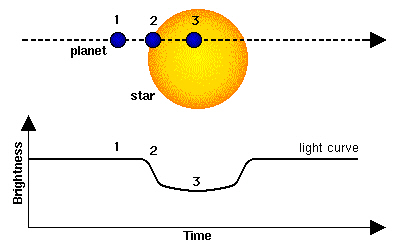 1 2 3
planet
star
1 2 light curve
3
Brightness
Time